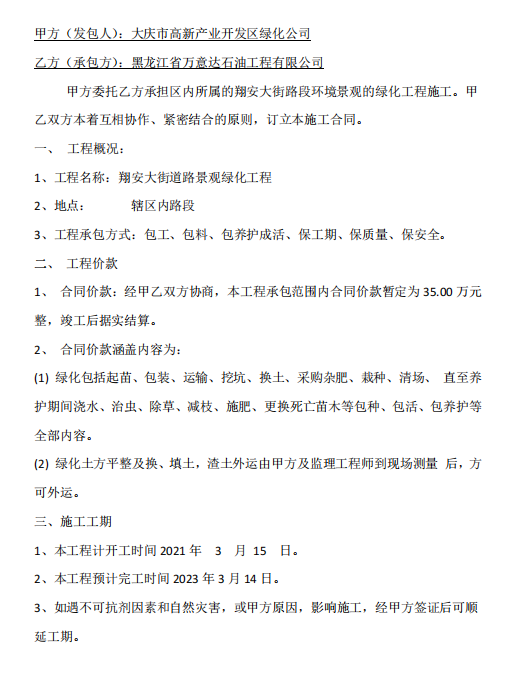 甲方（发包人）：大庆市高新产业开发区绿化公司
乙方（承包方）：黑龙江省万意达石油工程有限公司
甲方委托乙方承担区内所属的翔安大街路段环境景观的绿化工程施工。甲
乙双方本着互相协作、紧密结合的原则，订立本施工合同。
一、 工程概况：
1、工程名称：翔安大街道路景观绿化工程
2、地点： 辖区内路段
3、工程承包方式：包工、包料、包养护成活、保工期、保质量、保安全。
二、 工程价款
1、 合同价款：经甲乙双方协商，本工程承包范围内合同价款暂定为 35.00 万元
整，竣工后据实结算。
2、 合同价款涵盖内容为：
(1) 绿化包括起苗、包装、运输、挖坑、换土、采购杂肥、栽种、清场、 直至养
护期间浇水、治虫、除草、减枝、施肥、更换死亡苗木等包种、包活、包养护等
全部内容。
(2) 绿化土方平整及换、填土，渣土外运由甲方及监理工程师到现场测量 后，方
可外运。
三、施工工期
1、本工程计开工时间 2021 年 3 月 15 日。
2、本工程预计完工时间 2023 年 3 月 14 日。
3、如遇不可抗剂因素和自然灾害，或甲方原因，影响施工，经甲方签证后可顺
延工期。